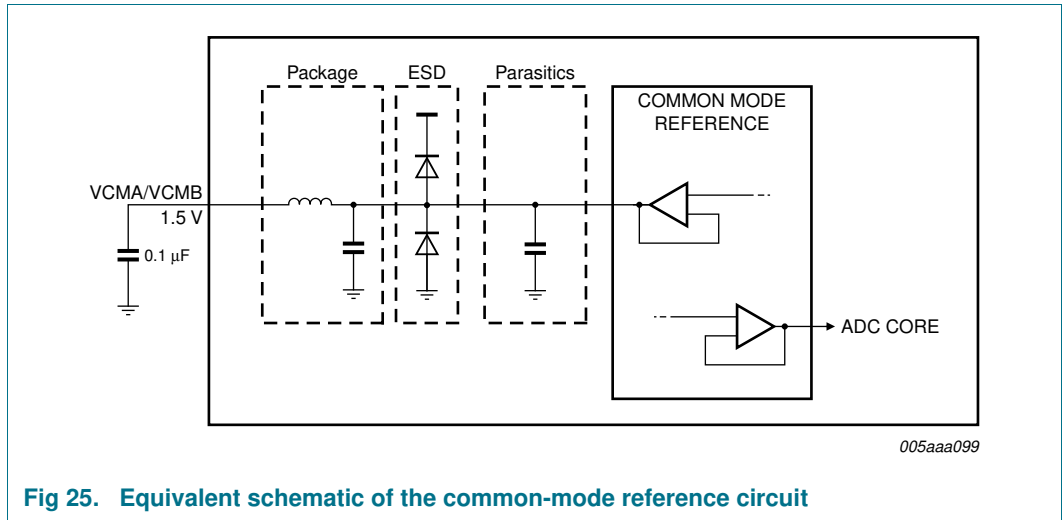 Package
ESD
Parasitics
COMMON MODE
REFERENCE
VCMA/VCMB
1.5 V
0.1 μF
ADC CORE
005aaa099
Fig 25. Equivalent schematic of the common-mode reference circuit